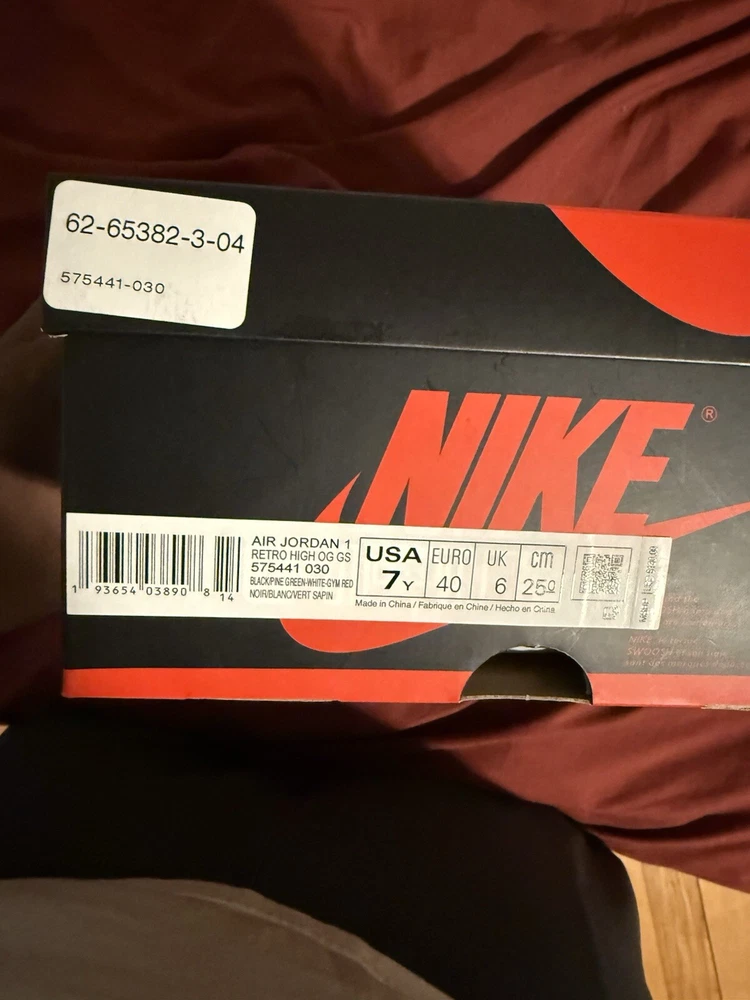 62-65382-3-04
575441-030
NIKE®
AIR JORDAN 1
RETRO HIGH OG GS
575441 030
BLACK/PINE GREEN-WHITE-GYM RED
NOIR/BLANC/VERT SAPIN
1 93654 03890 8 14
USA EURO UK cm
7Y 40 6 25
Made in China / Fabriqué en Chine / Hecho en China